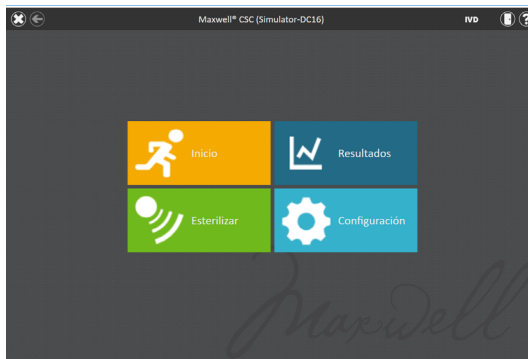 Maxwell® CSC (Simulator-DC16)
IVD
?
Inicio
Resultados
Esterilizar
Configuración
Maxwell